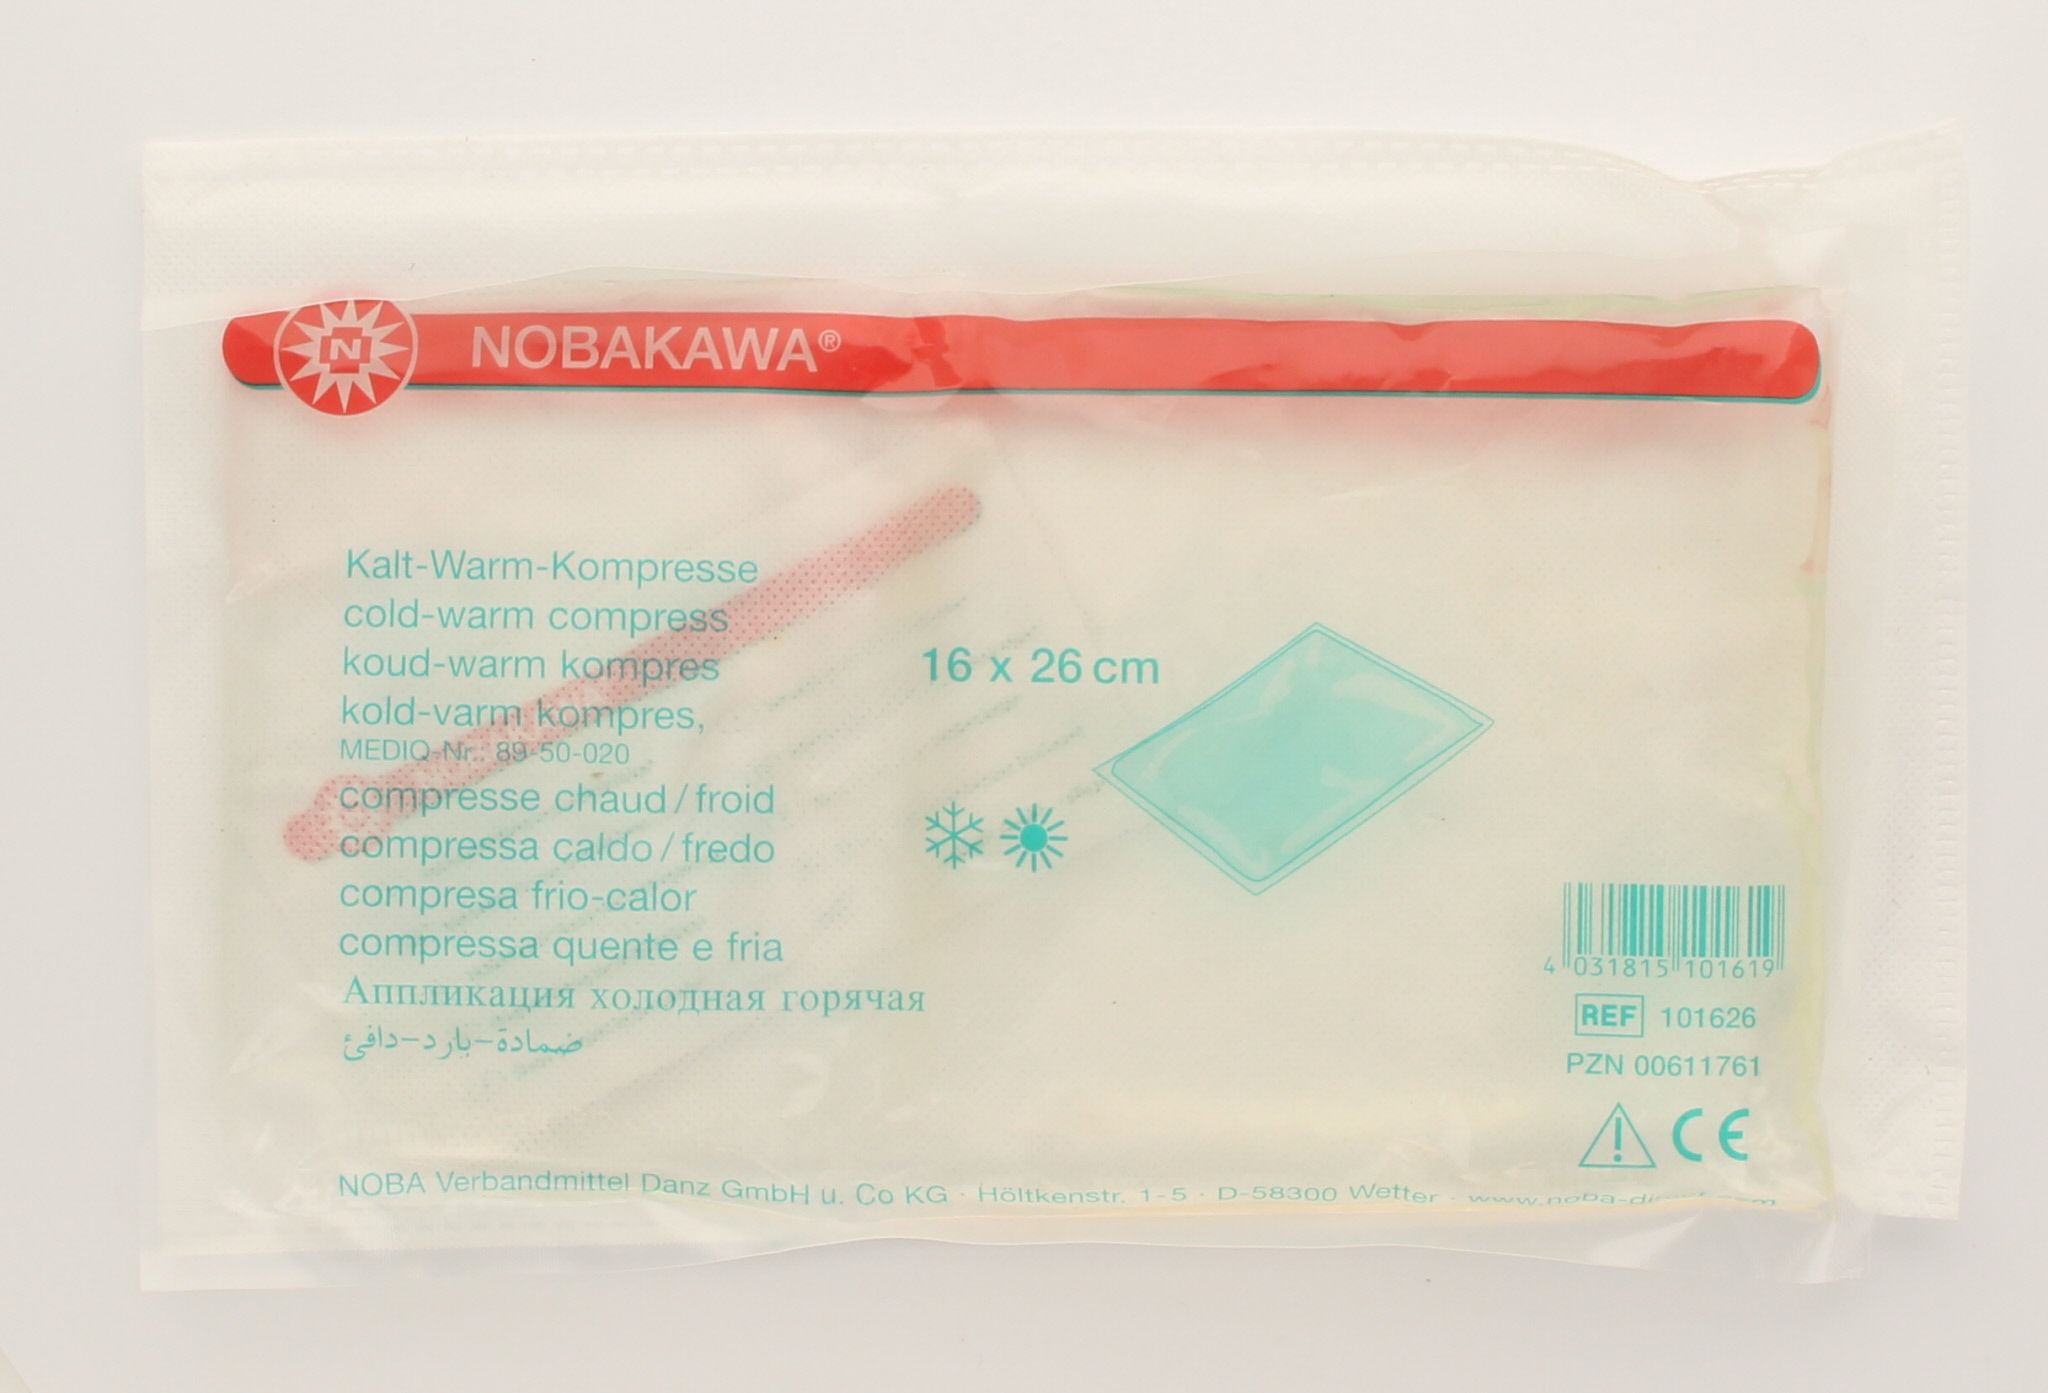 N
NOBAKAWA®
Kalt-Warm-Kompresse
cold-warm compress
koud-warm kompres
kold-varm kompres,
MEDIQ-Nr.: 89-50-020
compresse chaud / froid
compressa caldo / fredo
compresa frio-calor
compressa quente e fria
Аппликация холодная горячая
ضمادة-بارد-دافئ
16 x 26 cm
4 031815 101619
REF 101626
PZN 00611761
CE
NOBA Verbandmittel Danz GmbH u. Co KG · Höltkenstr. 1-5 · D-58300 Wetter ·